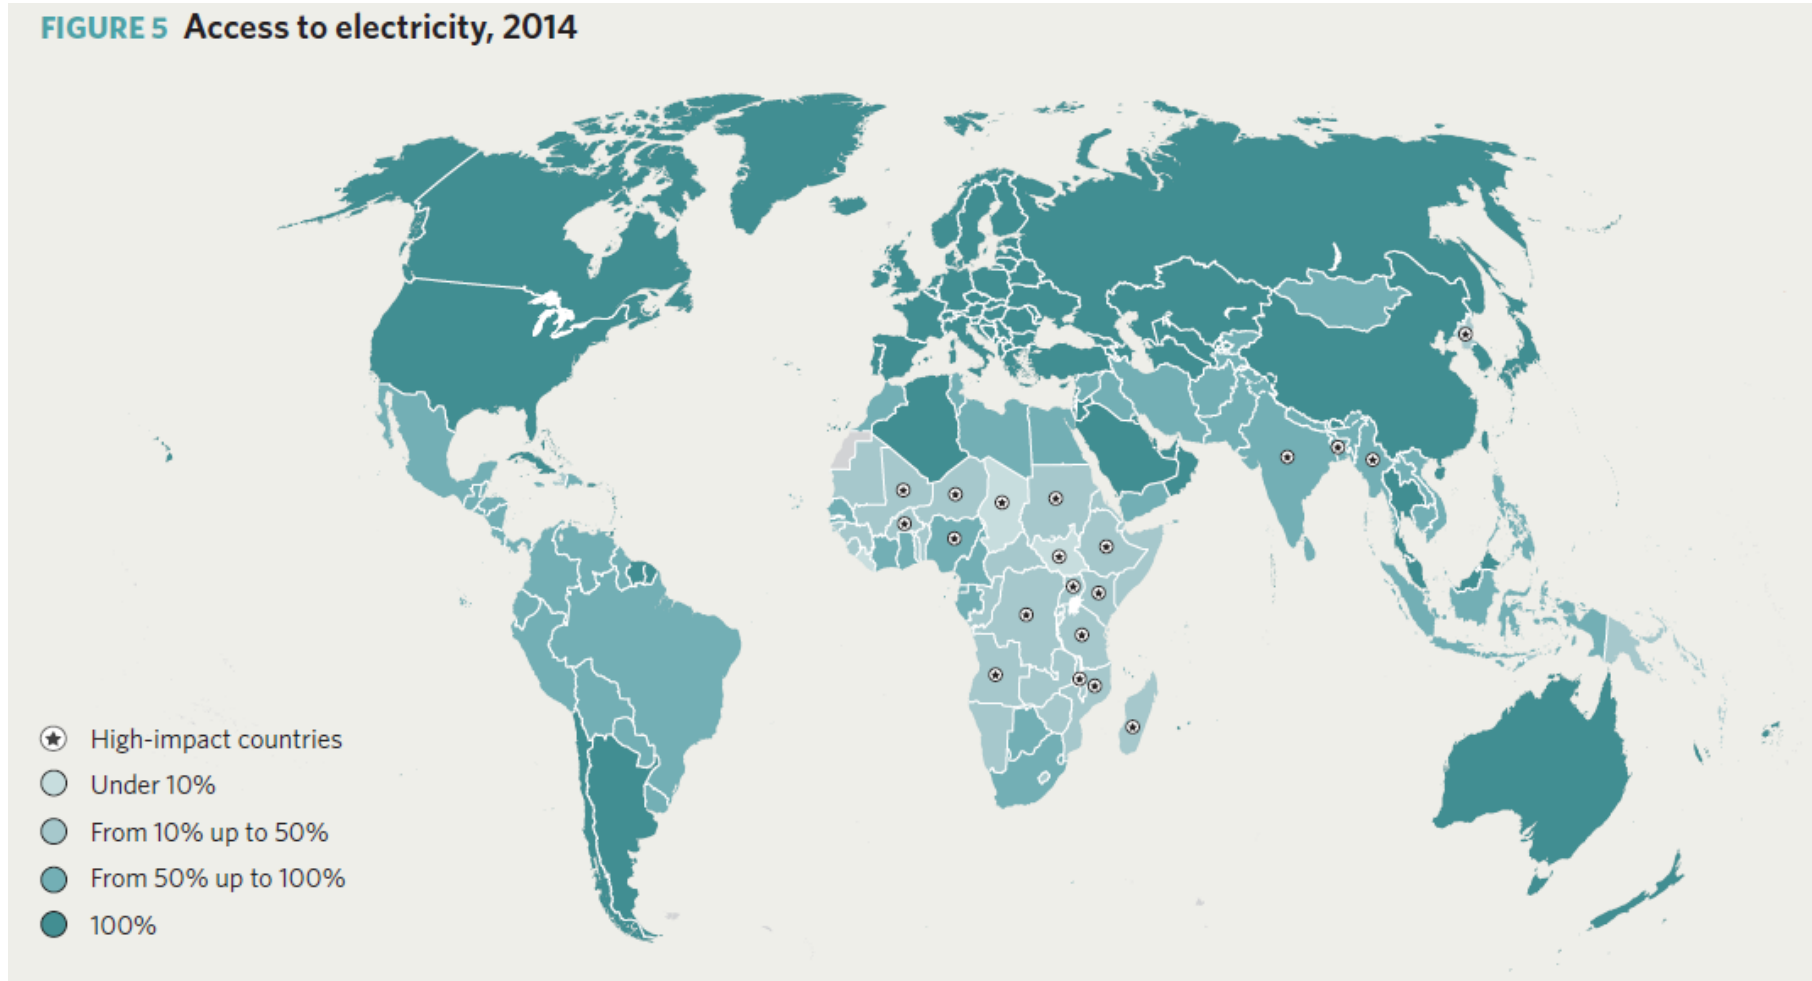 FIGURE 5 Access to electricity, 2014
High-impact countries
Under 10%
From 10% up to 50%
From 50% up to 100%
100%